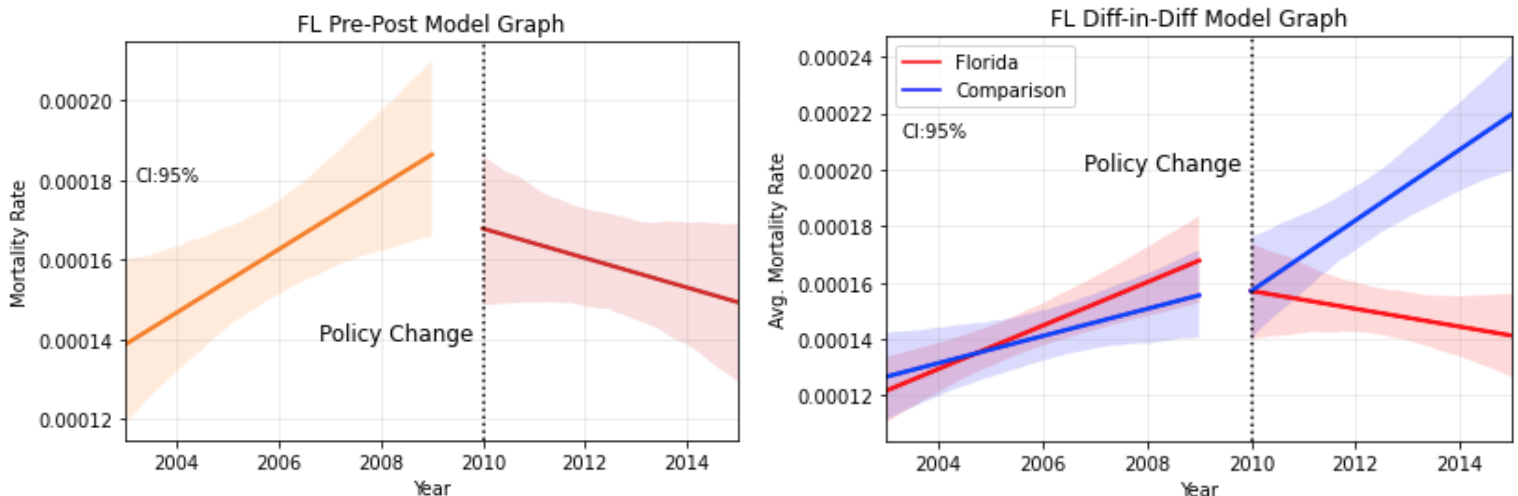 FL Pre-Post Model Graph
Mortality Rate
0.00020
0.00018
0.00016
0.00014
0.00012
CI:95%
Policy Change
2004 2006 2008 2010 2012 2014
Year
FL Diff-in-Diff Model Graph
Avg. Mortality Rate
0.00024
0.00022
0.00020
0.00018
0.00016
0.00014
0.00012
Florida
Comparison
CI:95%
Policy Change
2004 2006 2008 2010 2012 2014
Year